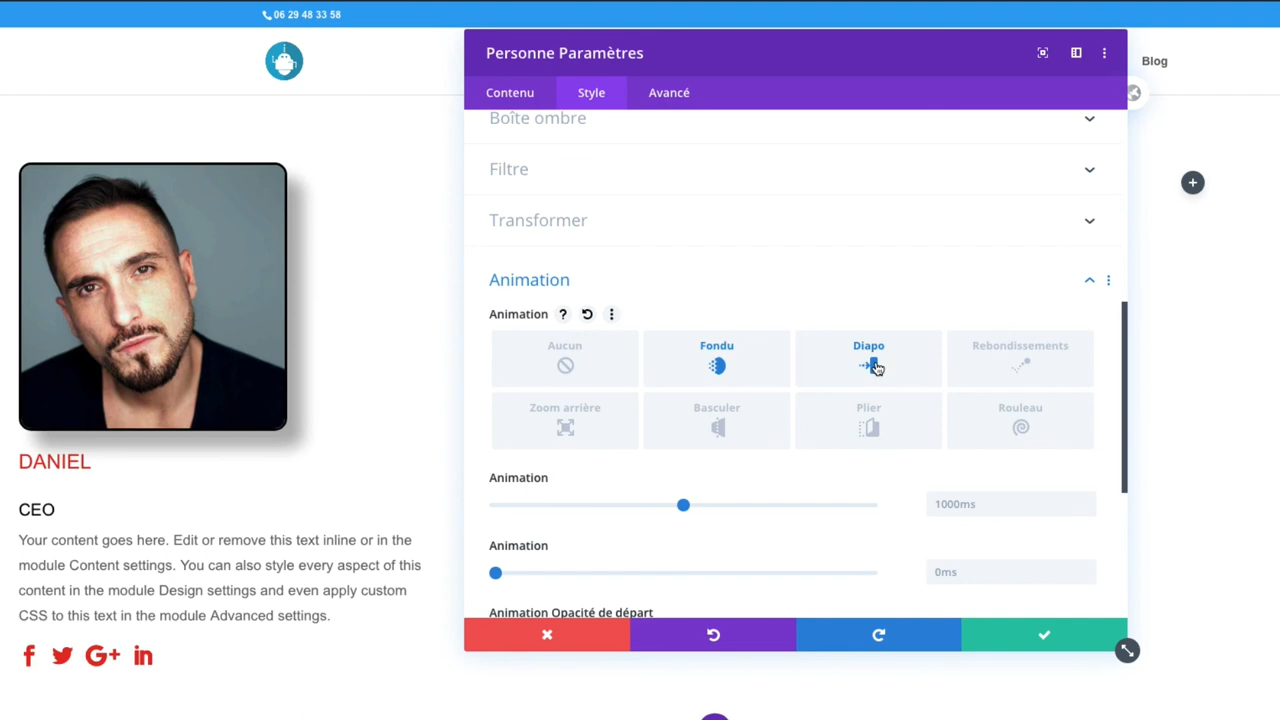 06 29 48 33 58
Personne Paramètres
Blog
Contenu
Style
Avancé
Boîte ombre
Filtre
Transformer
Animation
Animation ?
Aucun
Fondu
Diapo
Rebondissements
Zoom arrière
Basculer
Plier
Rouleau
Animation
1000ms
Animation
0ms
Animation Opacité de départ
DANIEL
CEO
Your content goes here. Edit or remove this text inline or in the
module Content settings. You can also style every aspect of this
content in the module Design settings and even apply custom
CSS to this text in the module Advanced settings.
f
G+ in